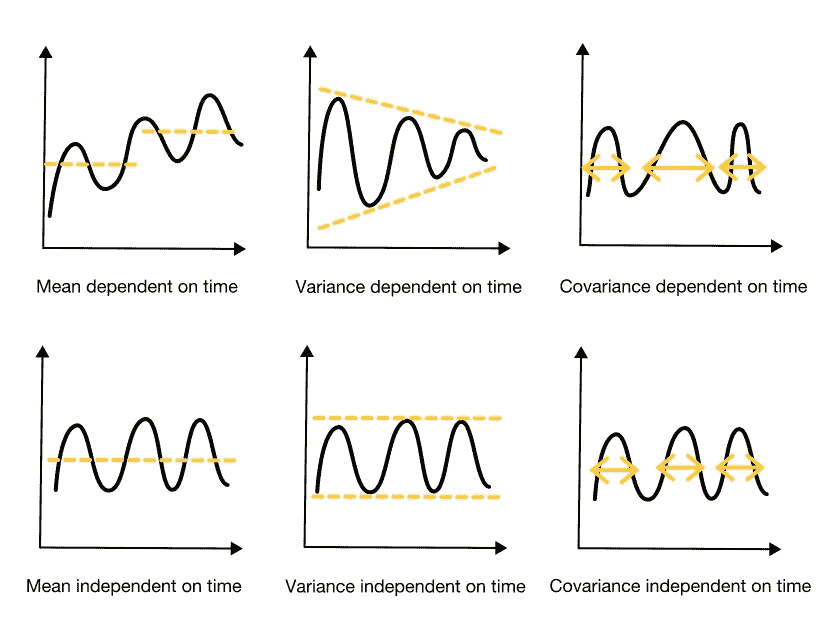 Mean dependent on time
Variance dependent on time
Covariance dependent on time
Mean independent on time
Variance independent on time
Covariance independent on time